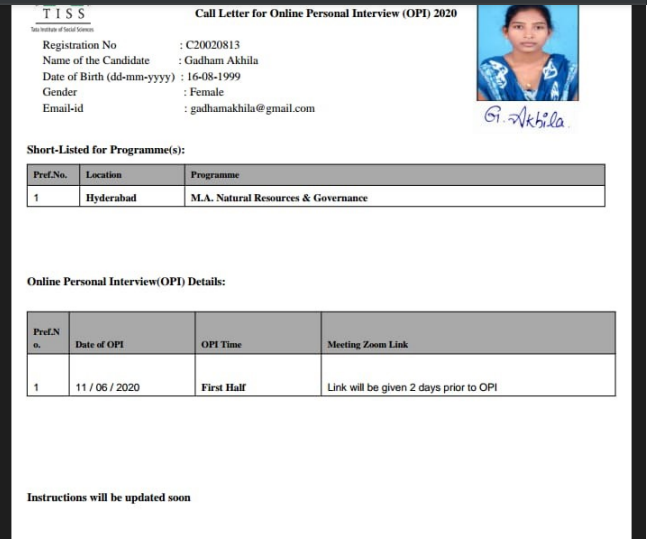 TISS
Tata Institute of Social Sciences
Call Letter for Online Personal Interview (OPI) 2020
Registration No : C20020813
Name of the Candidate : Gadham Akhila
Date of Birth (dd-mm-yyyy) : 16-08-1999
Gender : Female
Email-id : gadhamakhila@gmail.com
G. Akhila.
Short-Listed for Programme(s):
Pref.No. Location Programme
1 Hyderabad M.A. Natural Resources & Governance
Online Personal Interview(OPI) Details:
Pref.N
o. Date of OPI OPI Time Meeting Zoom Link
1 11 / 06 / 2020 First Half Link will be given 2 days prior to OPI
Instructions will be updated soon